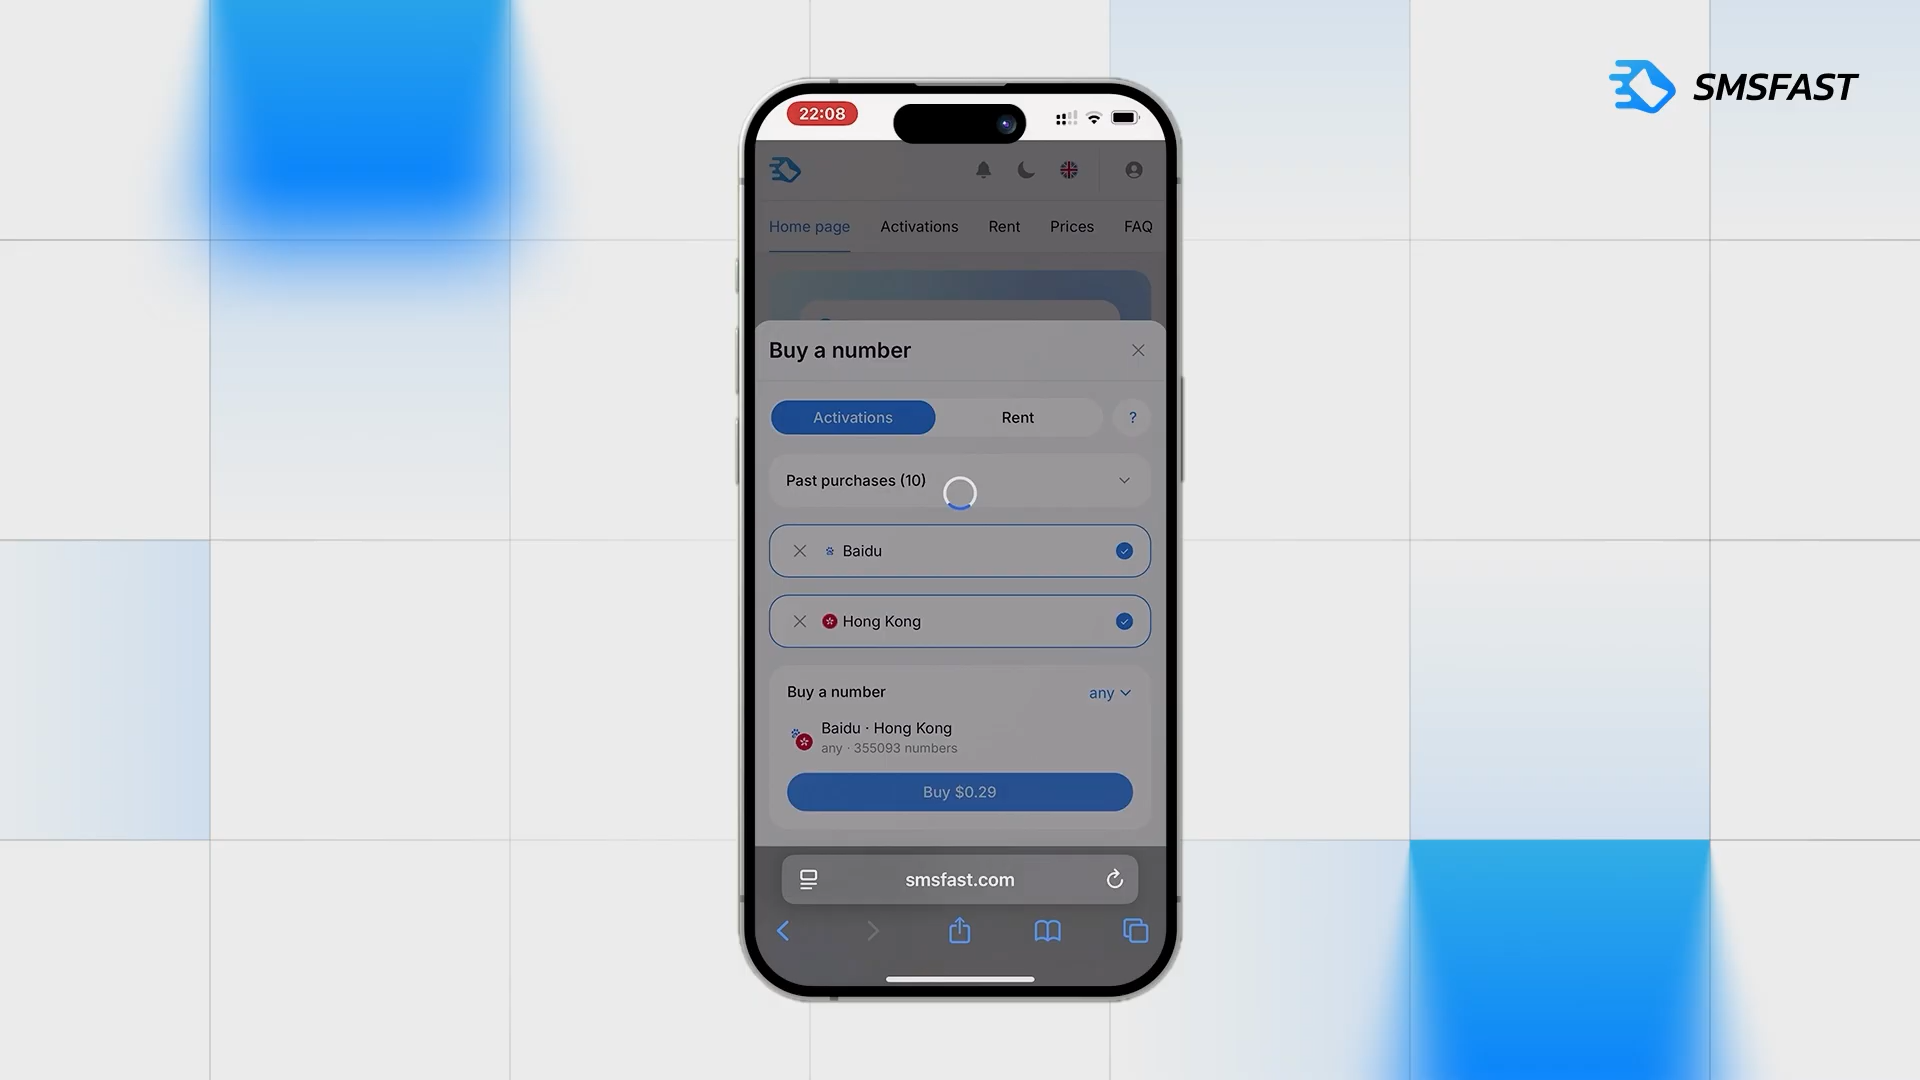 SMSFAST
22:08
Home page Activations Rent Prices FAQ
Buy a number
Activations Rent ?
Past purchases (10)
Baidu
Hong Kong
Buy a number any
Baidu · Hong Kong
any · 355093 numbers
Buy $0.29
smsfast.com